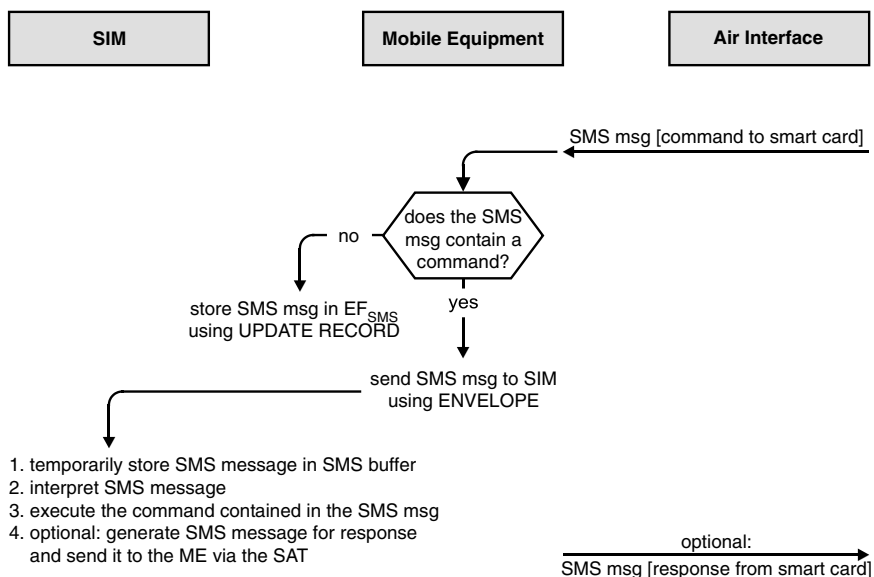 SIM
Mobile Equipment
Air Interface
SMS msg [command to smart card]
does the SMS
msg contain a
command?
no
yes
store SMS msg in EFSMS
using UPDATE RECORD
send SMS msg to SIM
using ENVELOPE
1. temporarily store SMS message in SMS buffer
2. interpret SMS message
3. execute the command contained in the SMS msg
4. optional: generate SMS message for response
and send it to the ME via the SAT
optional:
SMS msg [response from smart card]